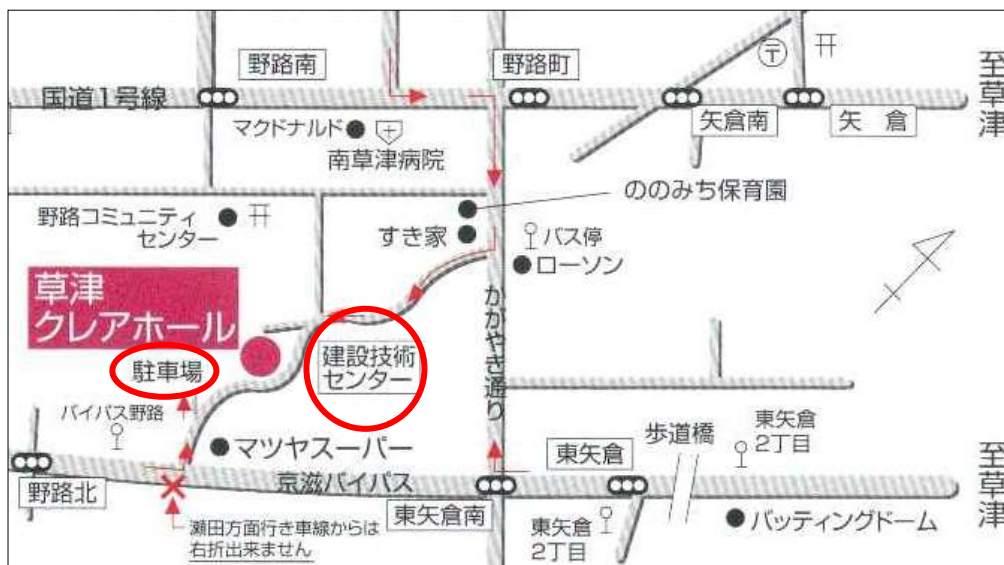 野路南
野路町
国道1号線
矢倉南
矢 倉
至草津
〒
マクドナルド
南草津病院
ののみち保育園
野路コミュニティ
センター
すき家
バス停
ローソン
草津
クレアホール
駐車場
建設技術
センター
かがやき通り
バイパス野路
マツヤスーパー
東矢倉
歩道橋
東矢倉
2丁目
野路北
京滋バイパス
東矢倉南
至草津
瀬田方面行き車線からは
右折出来ません
東矢倉
2丁目
バッティングドーム